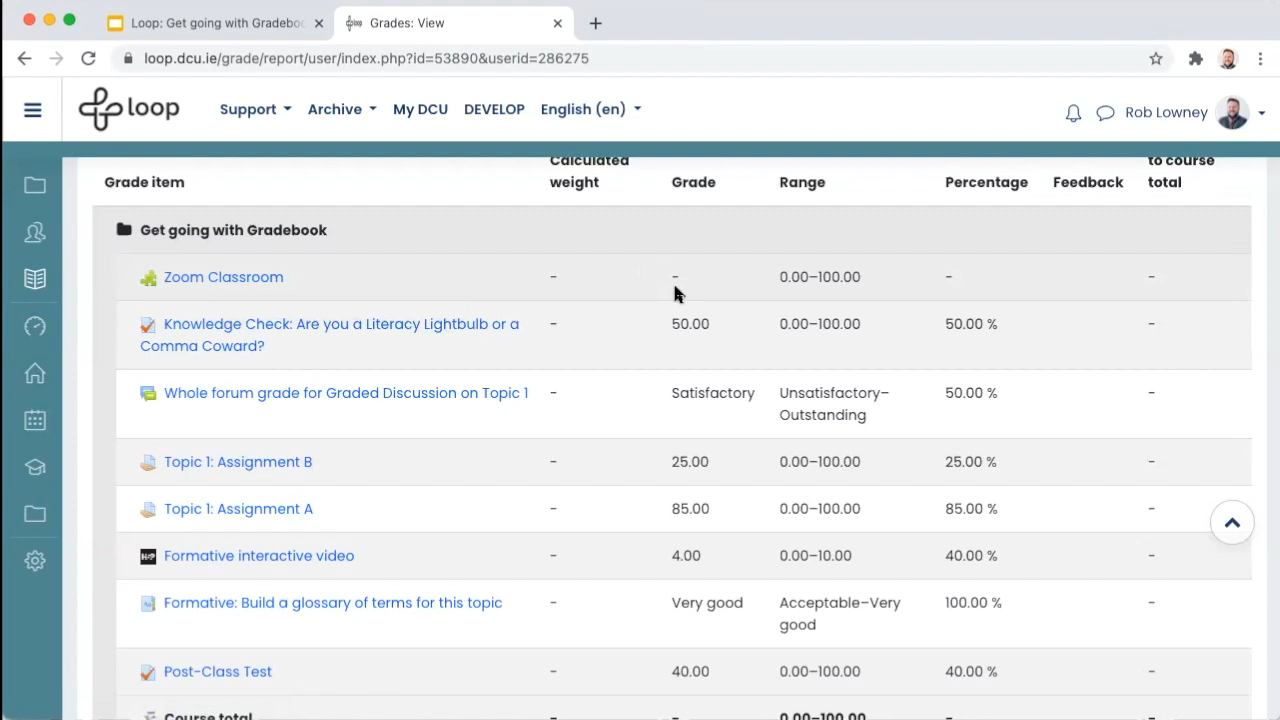 Loop: Get going with Gradeboo
Grades: View
loop.dcu.ie/grade/report/user/index.php?id=53890&userid=286275
loop Support Archive My DCU DEVELOP English (en) Rob Lowney
Calculated to course
Grade item weight Grade Range Percentage Feedback total
Get going with Gradebook
Zoom Classroom - - 0.00–100.00 - -
Knowledge Check: Are you a Literacy Lightbulb or a - 50.00 0.00–100.00 50.00 % -
Comma Coward?
Whole forum grade for Graded Discussion on Topic 1 - Satisfactory Unsatisfactory– 50.00 % -
Outstanding
Topic 1: Assignment B - 25.00 0.00–100.00 25.00 % -
Topic 1: Assignment A - 85.00 0.00–100.00 85.00 % -
H-P Formative interactive video - 4.00 0.00–10.00 40.00 % -
Formative: Build a glossary of terms for this topic - Very good Acceptable–Very 100.00 % -
good
Post-Class Test - 40.00 0.00–100.00 40.00 % -
Course total - 0.00–100.00 - -